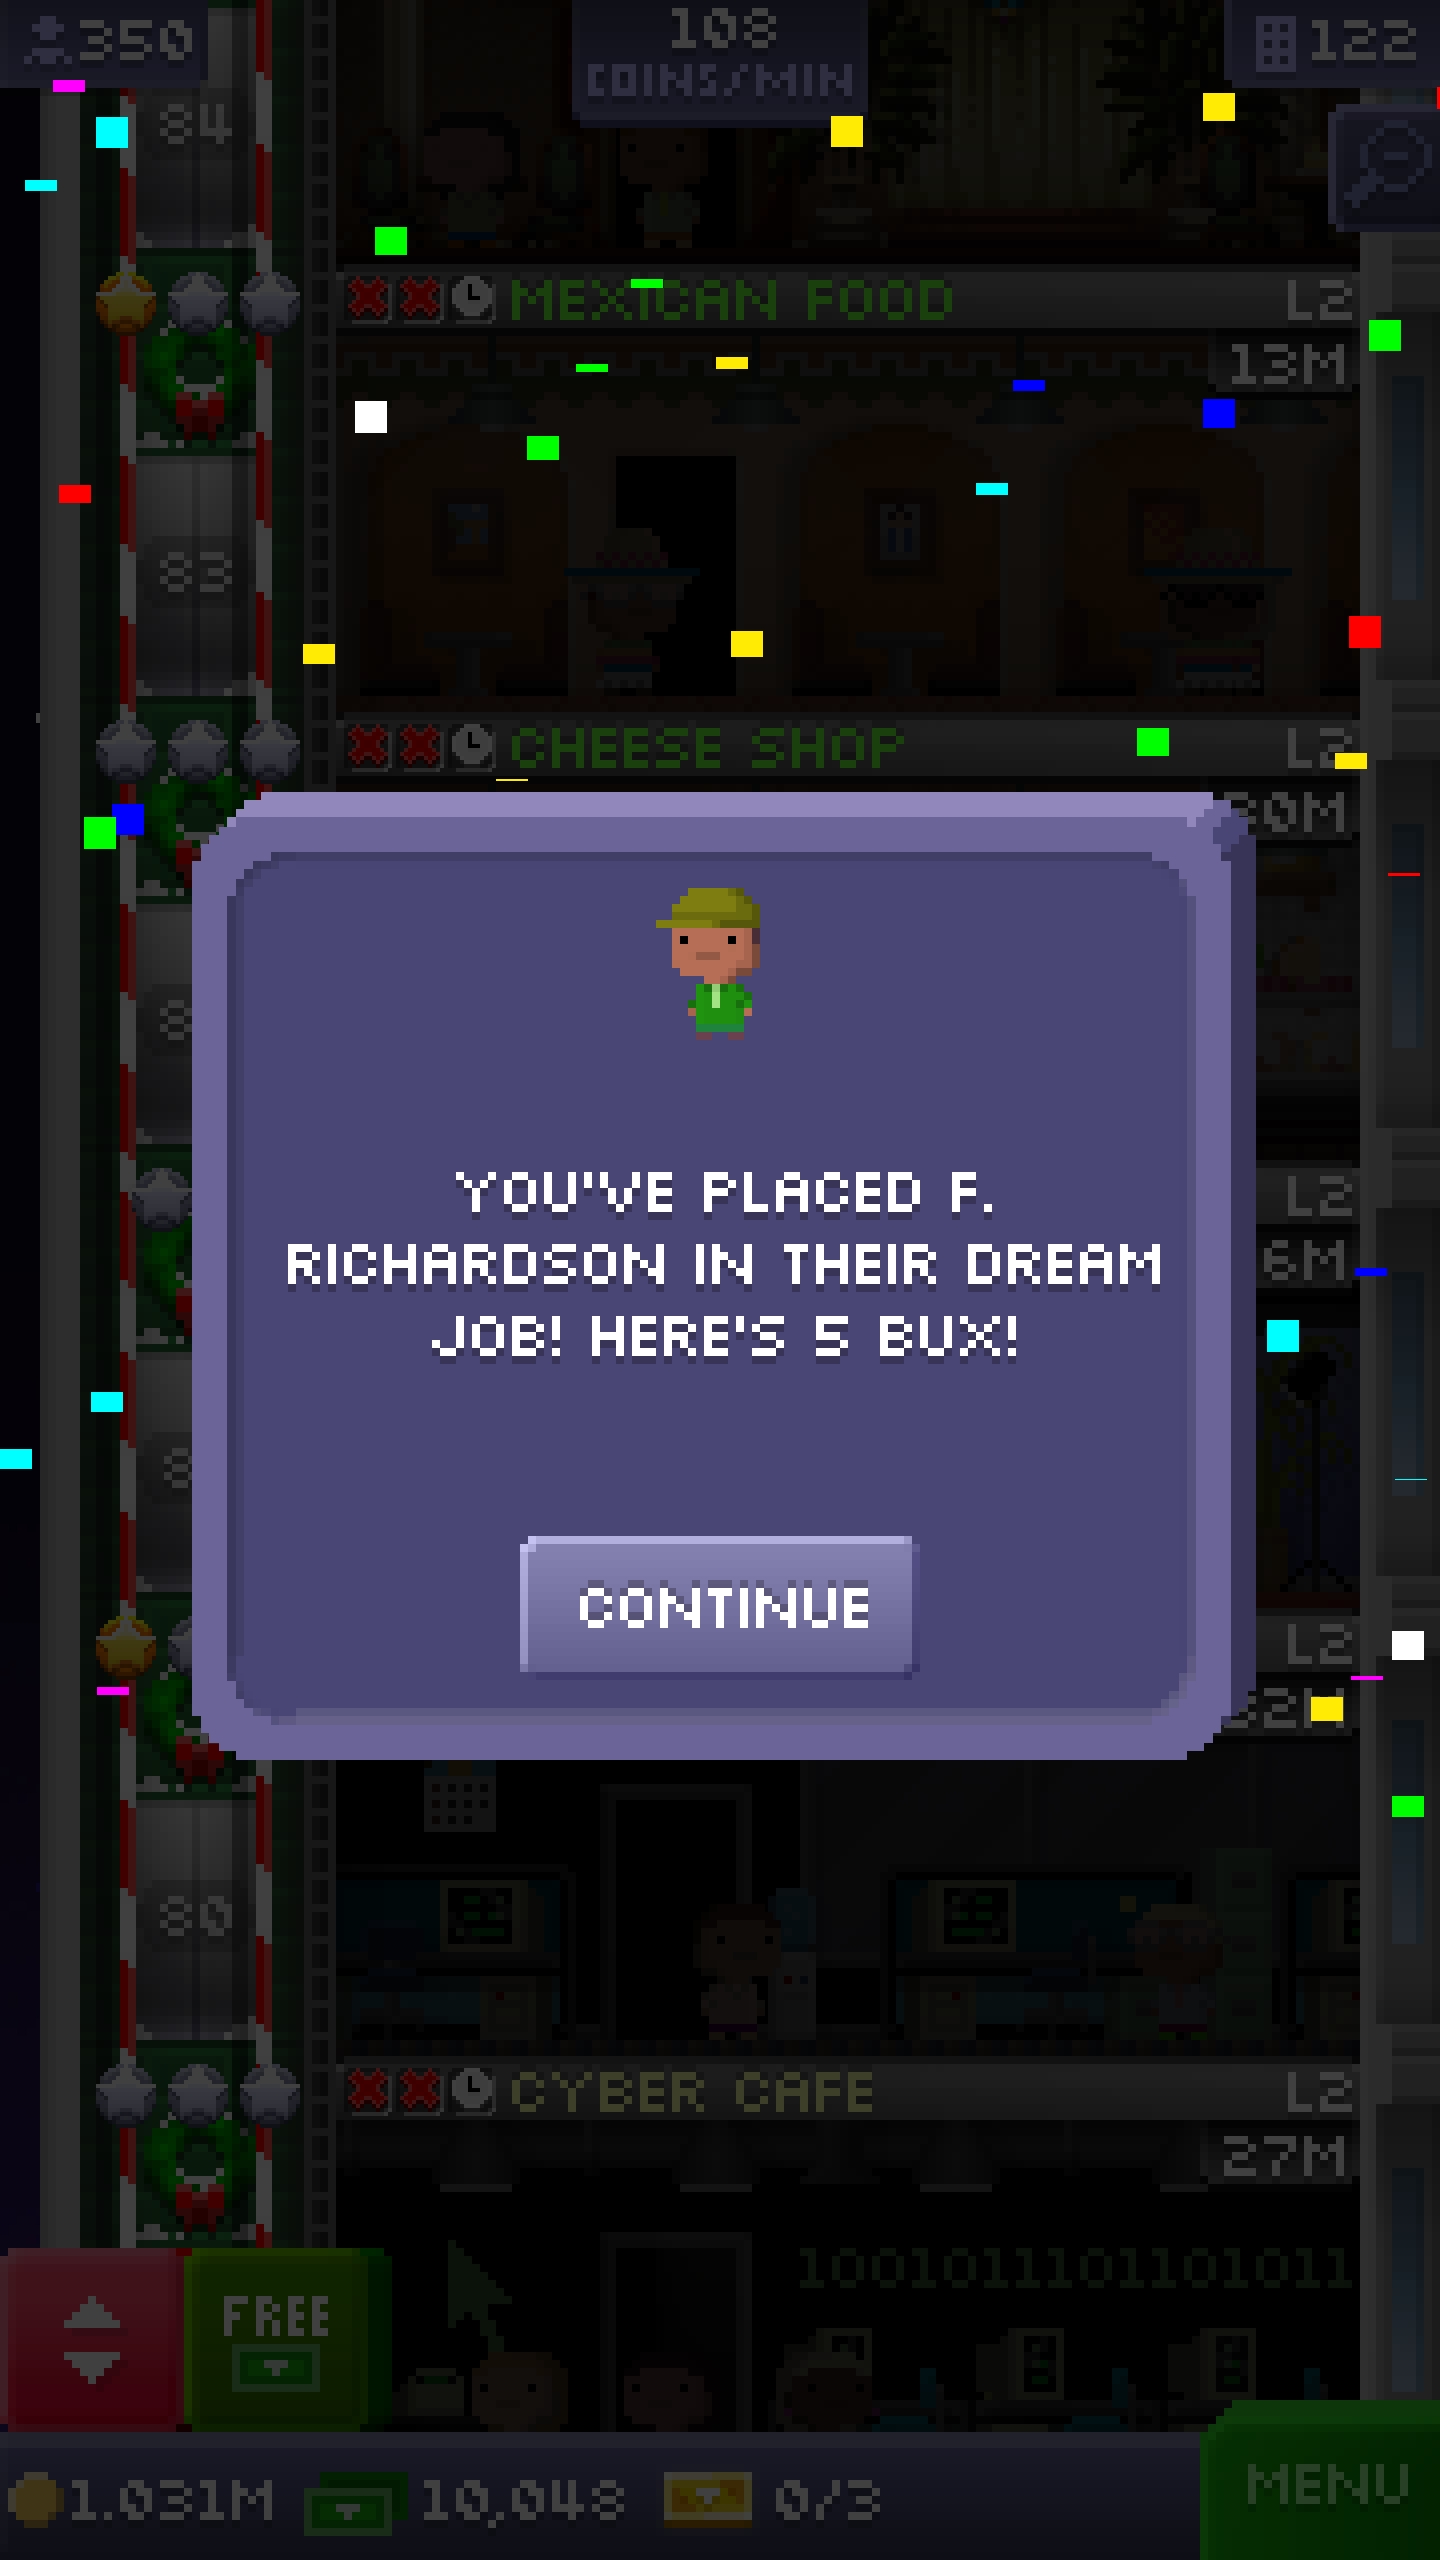 350
108
COINS/MIN
122
84
MEXICAN FOOD L2
13M
83
CHEESE SHOP L2
30M
YOU'VE PLACED F.
RICHARDSON IN THEIR DREAM
JOB! HERE'S 5 BUX!
L2
6M
CONTINUE
L2
32M
80
CYBER CAFE L2
27M
1001011101101011
FREE
1.031M 10,048 0/3
MENU